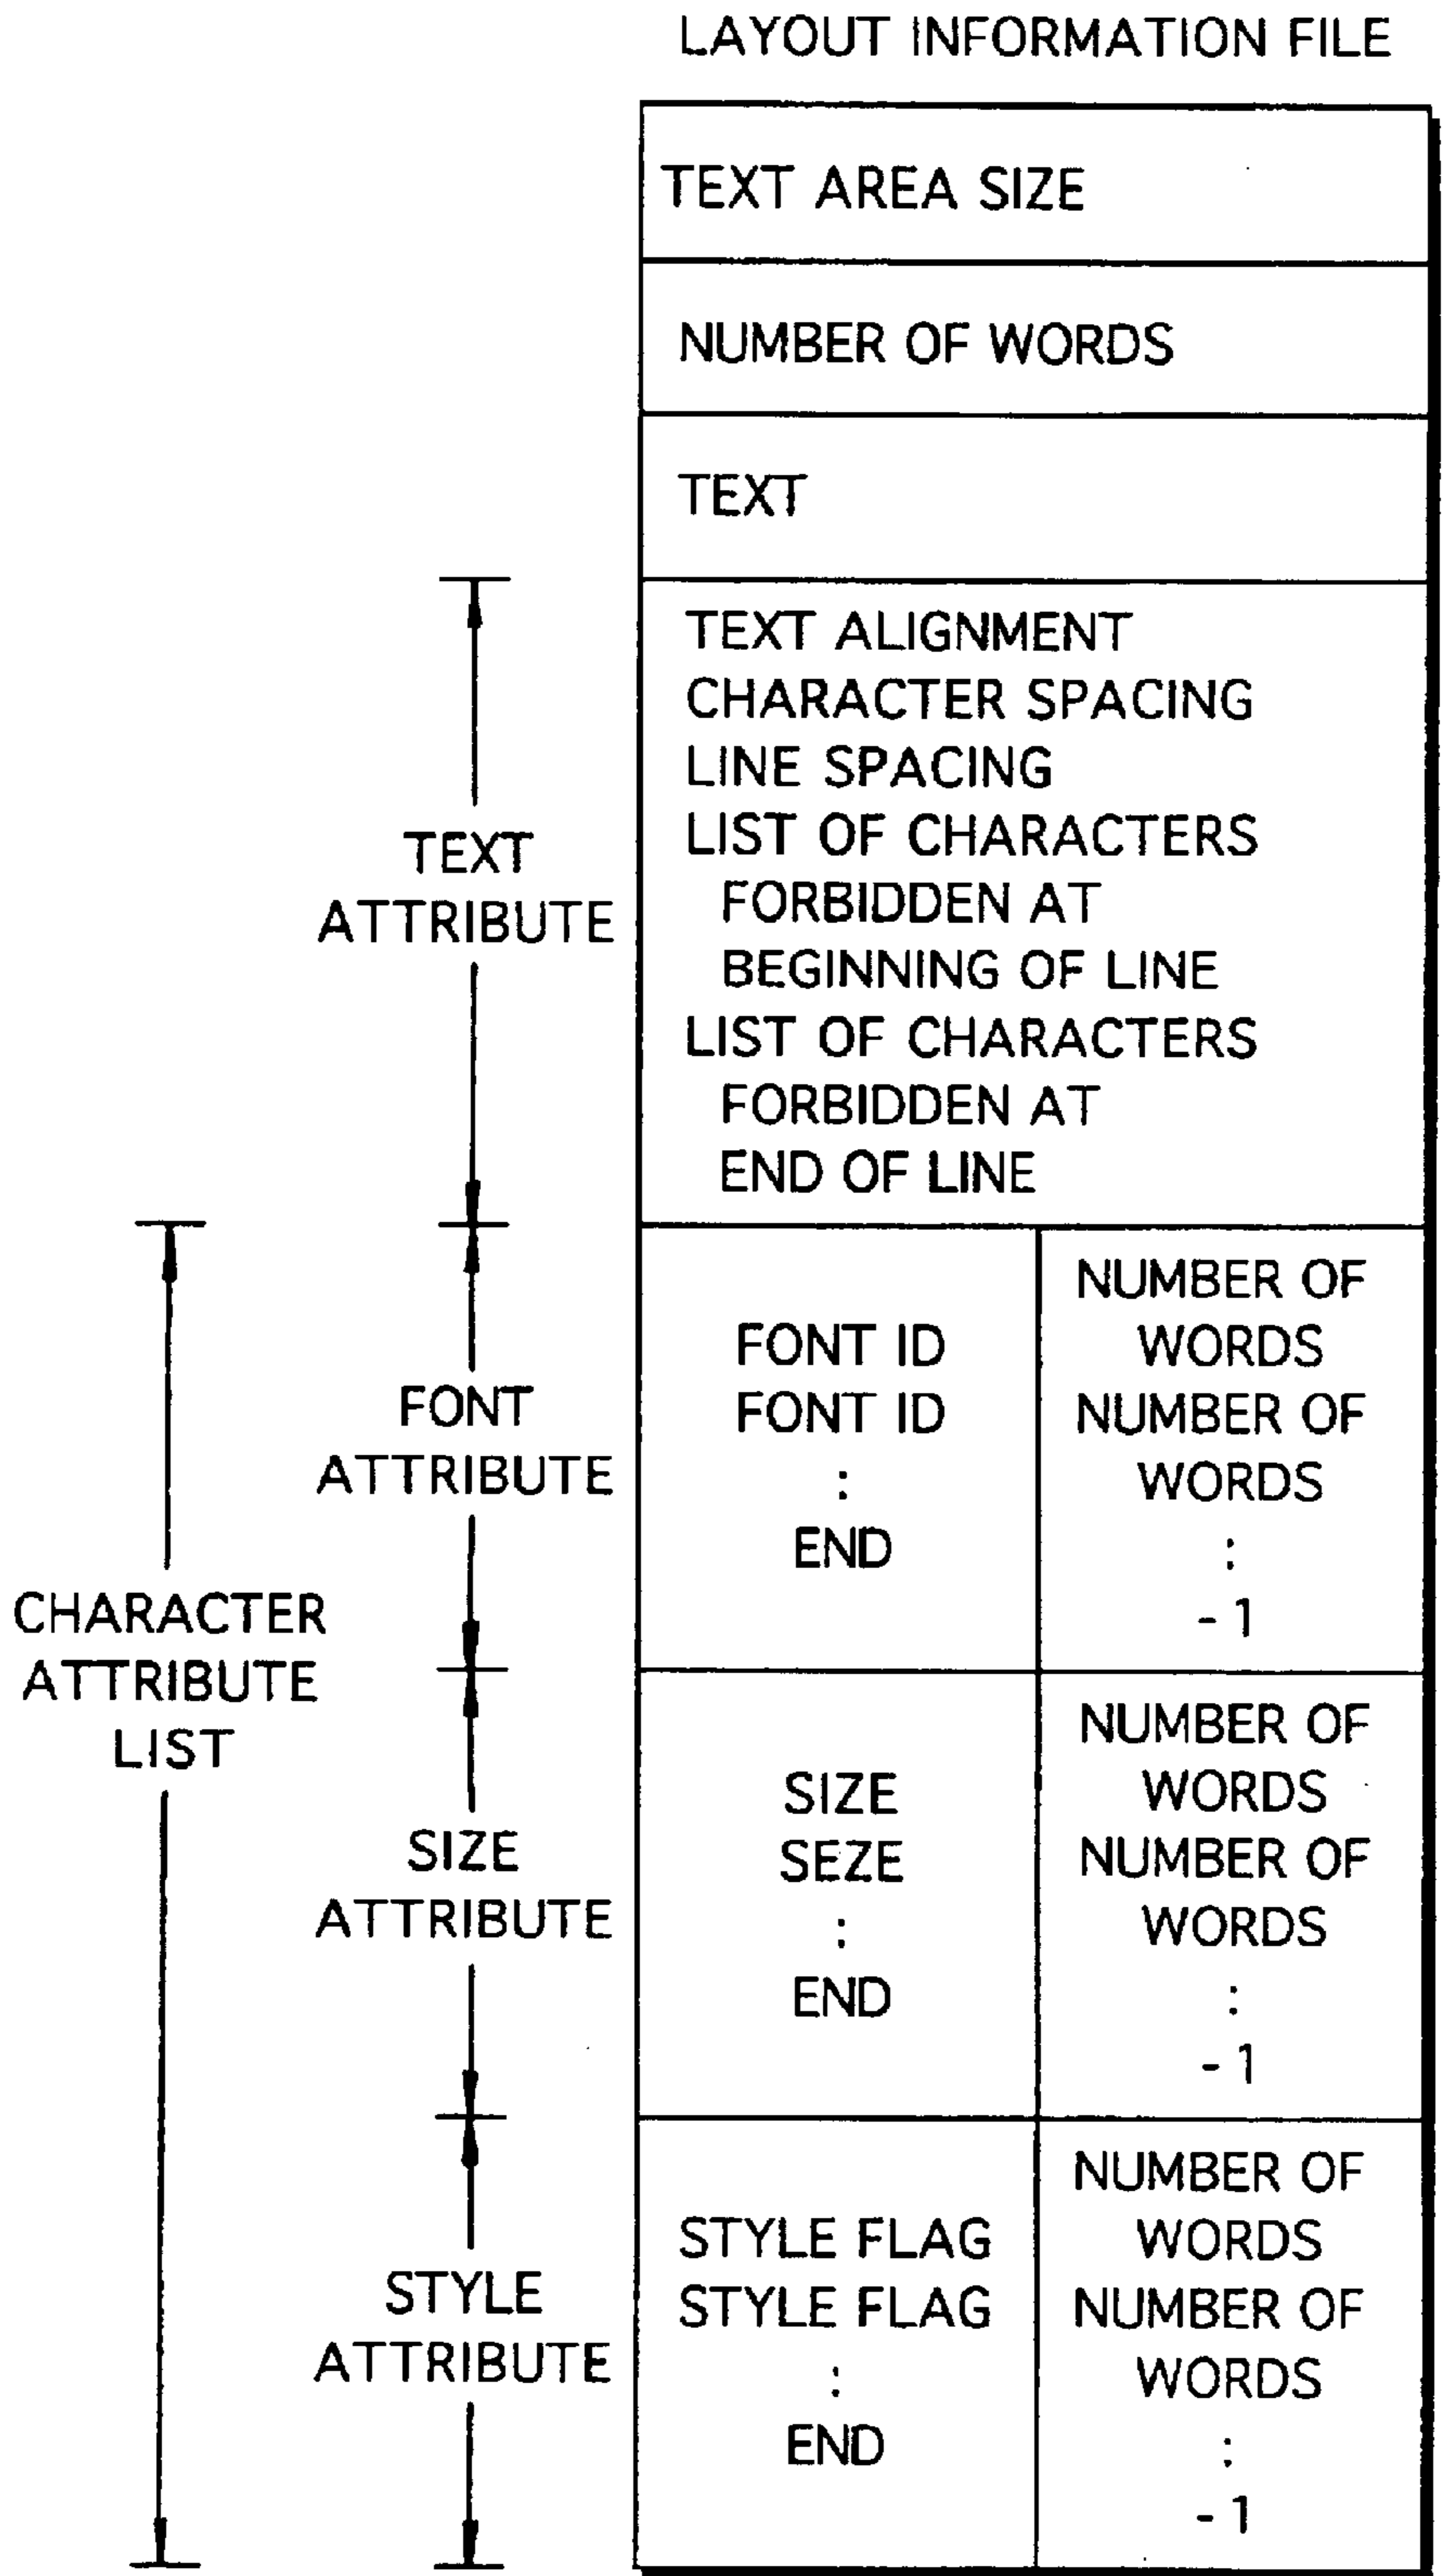 LAYOUT INFORMATION FILE
TEXT AREA SIZE
NUMBER OF WORDS
TEXT
TEXT
ATTRIBUTE
TEXT ALIGNMENT
CHARACTER SPACING
LINE SPACING
LIST OF CHARACTERS
FORBIDDEN AT
BEGINNING OF LINE
LIST OF CHARACTERS
FORBIDDEN AT
END OF LINE
CHARACTER
ATTRIBUTE
LIST
FONT
ATTRIBUTE
FONT ID
FONT ID
:
END
NUMBER OF
WORDS
NUMBER OF
WORDS
:
- 1
SIZE
ATTRIBUTE
SIZE
SEZE
:
END
NUMBER OF
WORDS
NUMBER OF
WORDS
:
- 1
STYLE
ATTRIBUTE
STYLE FLAG
STYLE FLAG
:
END
NUMBER OF
WORDS
NUMBER OF
WORDS
:
- 1